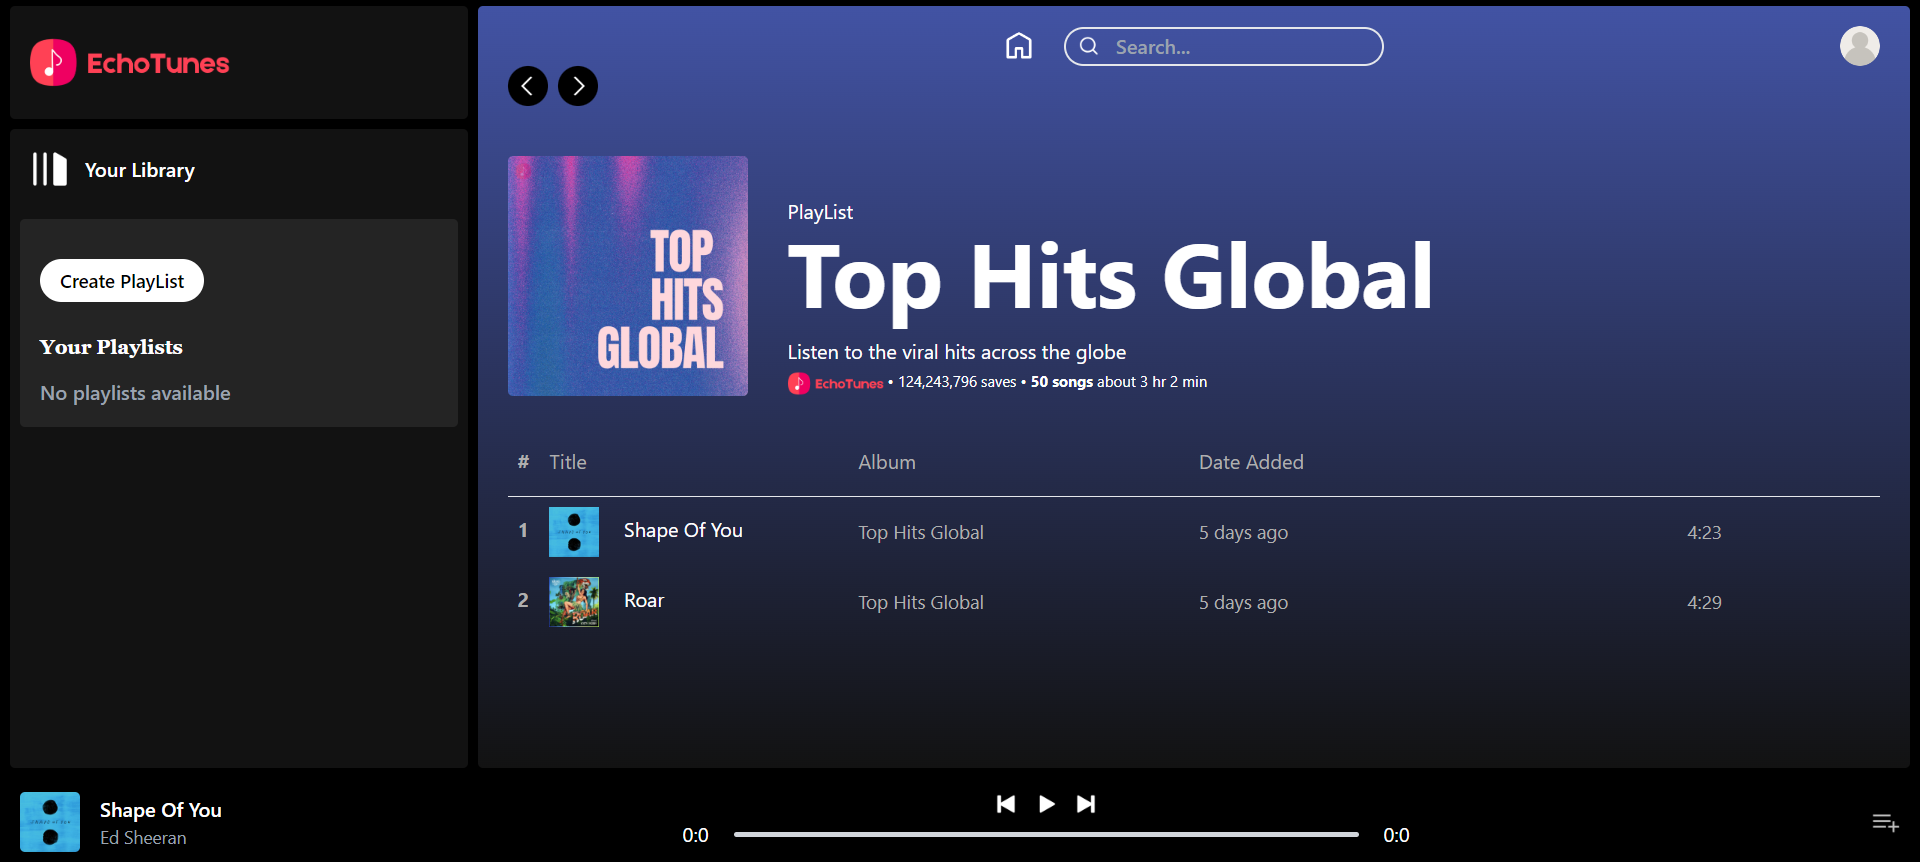 EchoTunes
Your Library
Create PlayList
Your Playlists
No playlists available
Search...
TOP
HITS
GLOBAL
PlayList
Top Hits Global
Listen to the viral hits across the globe
EchoTunes • 124,243,796 saves • 50 songs about 3 hr 2 min
# Title Album Date Added
1 Shape Of You Top Hits Global 5 days ago 4:23
2 Roar Top Hits Global 5 days ago 4:29
Shape Of You
Ed Sheeran
0:0 0:0